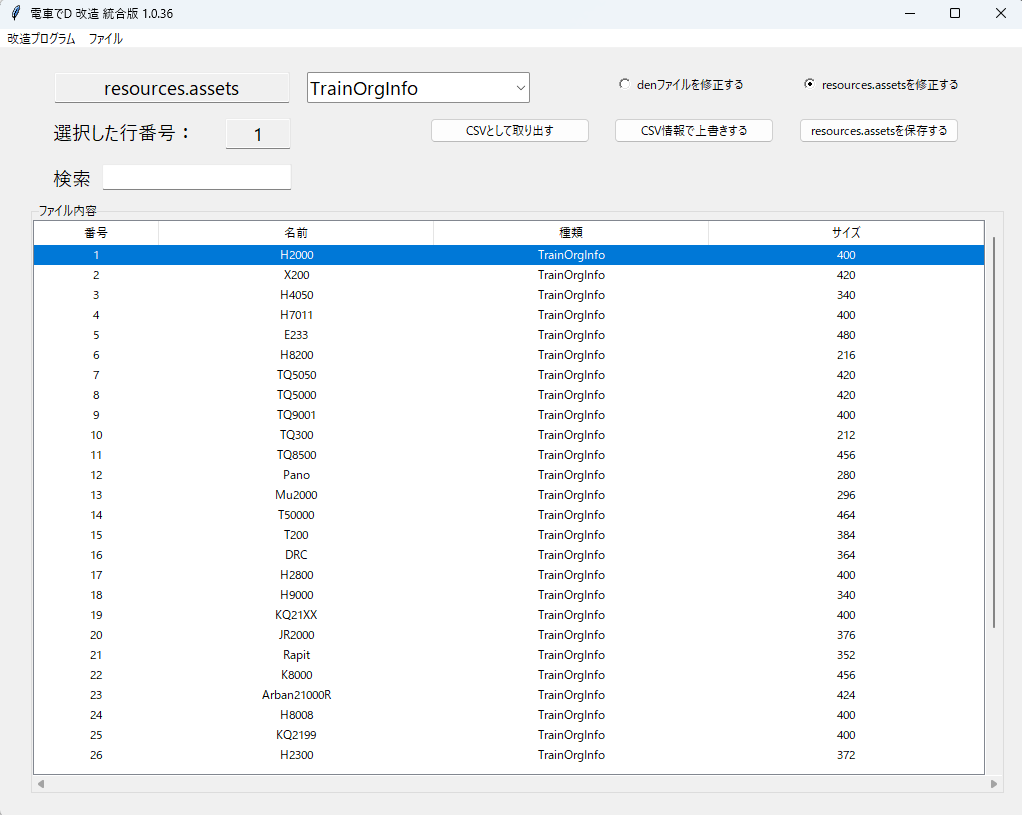 電車でD 改造 統合版 1.0.36
改造プログラム ファイル
resources.assets TrainOrgInfo denファイルを修正する resources.assetsを修正する
選択した行番号： 1 CSVとして取り出す CSV情報で上書きする resources.assetsを保存する
検索
ファイル内容
番号 名前 種類 サイズ
1 H2000 TrainOrgInfo 400
2 X200 TrainOrgInfo 420
3 H4050 TrainOrgInfo 340
4 H7011 TrainOrgInfo 400
5 E233 TrainOrgInfo 480
6 H8200 TrainOrgInfo 216
7 TQ5050 TrainOrgInfo 420
8 TQ5000 TrainOrgInfo 420
9 TQ9001 TrainOrgInfo 400
10 TQ300 TrainOrgInfo 212
11 TQ8500 TrainOrgInfo 456
12 Pano TrainOrgInfo 280
13 Mu2000 TrainOrgInfo 296
14 T50000 TrainOrgInfo 464
15 T200 TrainOrgInfo 384
16 DRC TrainOrgInfo 364
17 H2800 TrainOrgInfo 400
18 H9000 TrainOrgInfo 340
19 KQ21XX TrainOrgInfo 400
20 JR2000 TrainOrgInfo 376
21 Rapit TrainOrgInfo 352
22 K8000 TrainOrgInfo 456
23 Arban21000R TrainOrgInfo 424
24 H8008 TrainOrgInfo 400
25 KQ2199 TrainOrgInfo 400
26 H2300 TrainOrgInfo 372